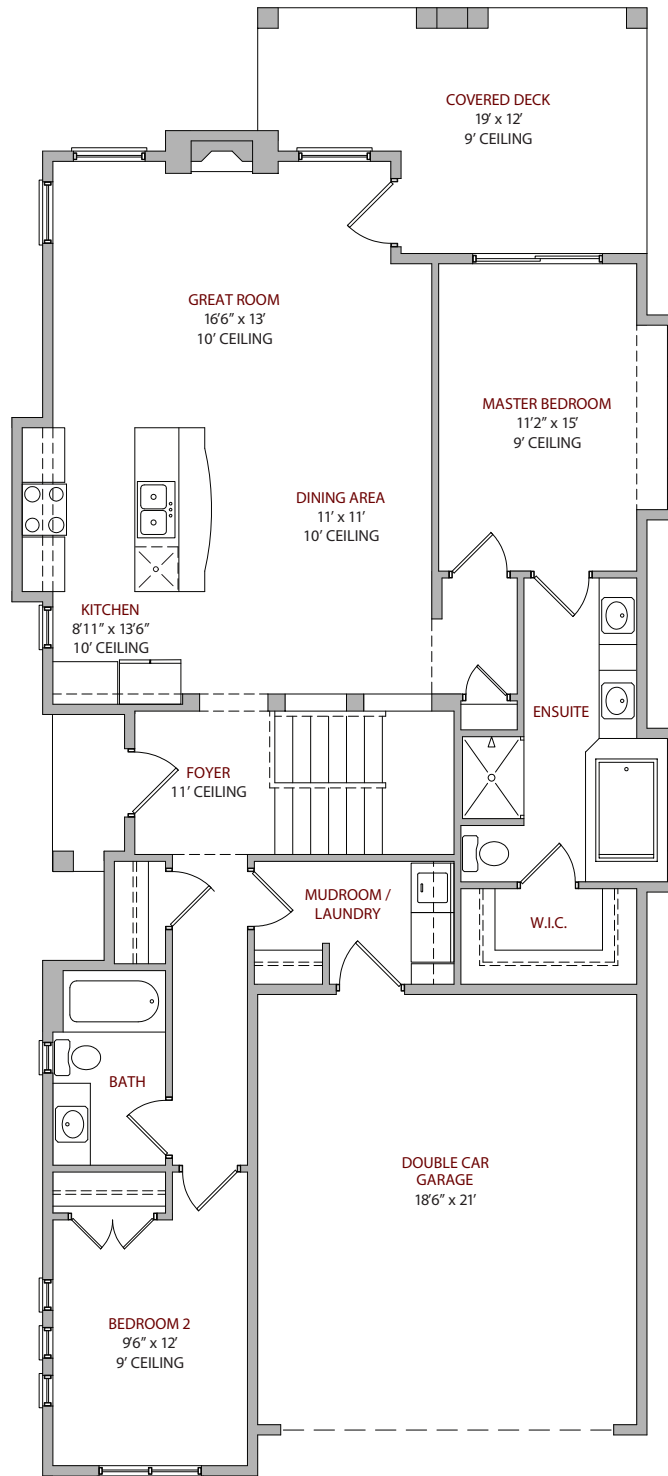 COVERED DECK
19’ x 12’
9’ CEILING
GREAT ROOM
16’6” x 13’
10’ CEILING
MASTER BEDROOM
11’2” x 15’
9’ CEILING
DINING AREA
11’ x 11’
10’ CEILING
KITCHEN
8’11” x 13’6”
10’ CEILING
ENSUITE
FOYER
11’ CEILING
MUDROOM /
LAUNDRY
W.I.C.
BATH
DOUBLE CAR
GARAGE
18’6” x 21’
BEDROOM 2
9’6” x 12’
9’ CEILING